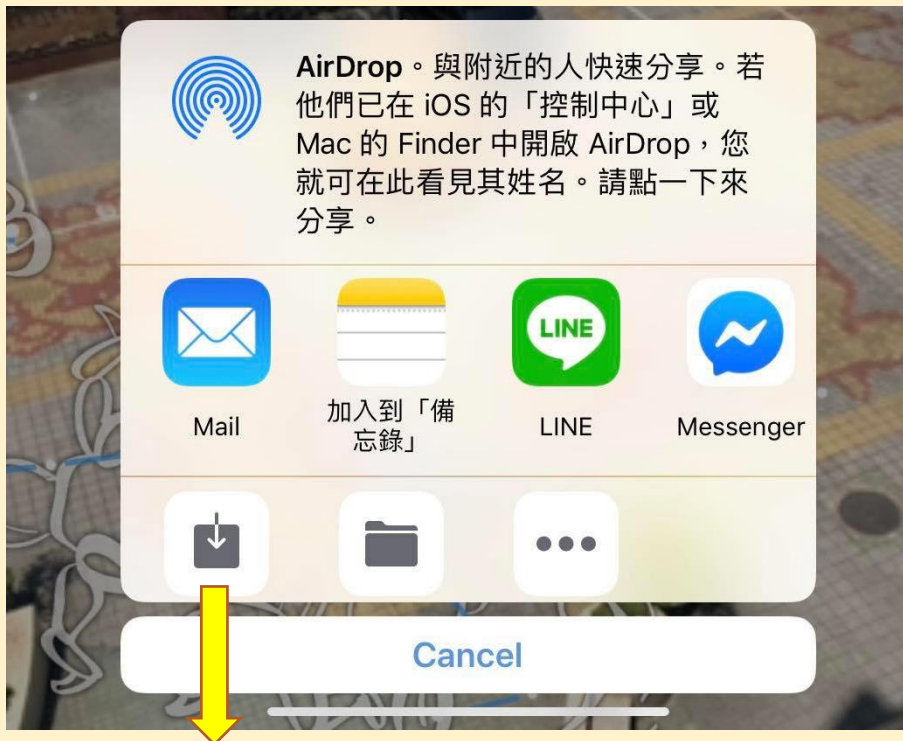 AirDrop。與附近的人快速分享。若
他們已在 iOS 的「控制中心」或
Mac 的 Finder 中開啟 AirDrop，您
就可在此看見其姓名。請點一下來
分享。
LINE
Mail
加入到「備
忘錄」
LINE
Messenger
Cancel